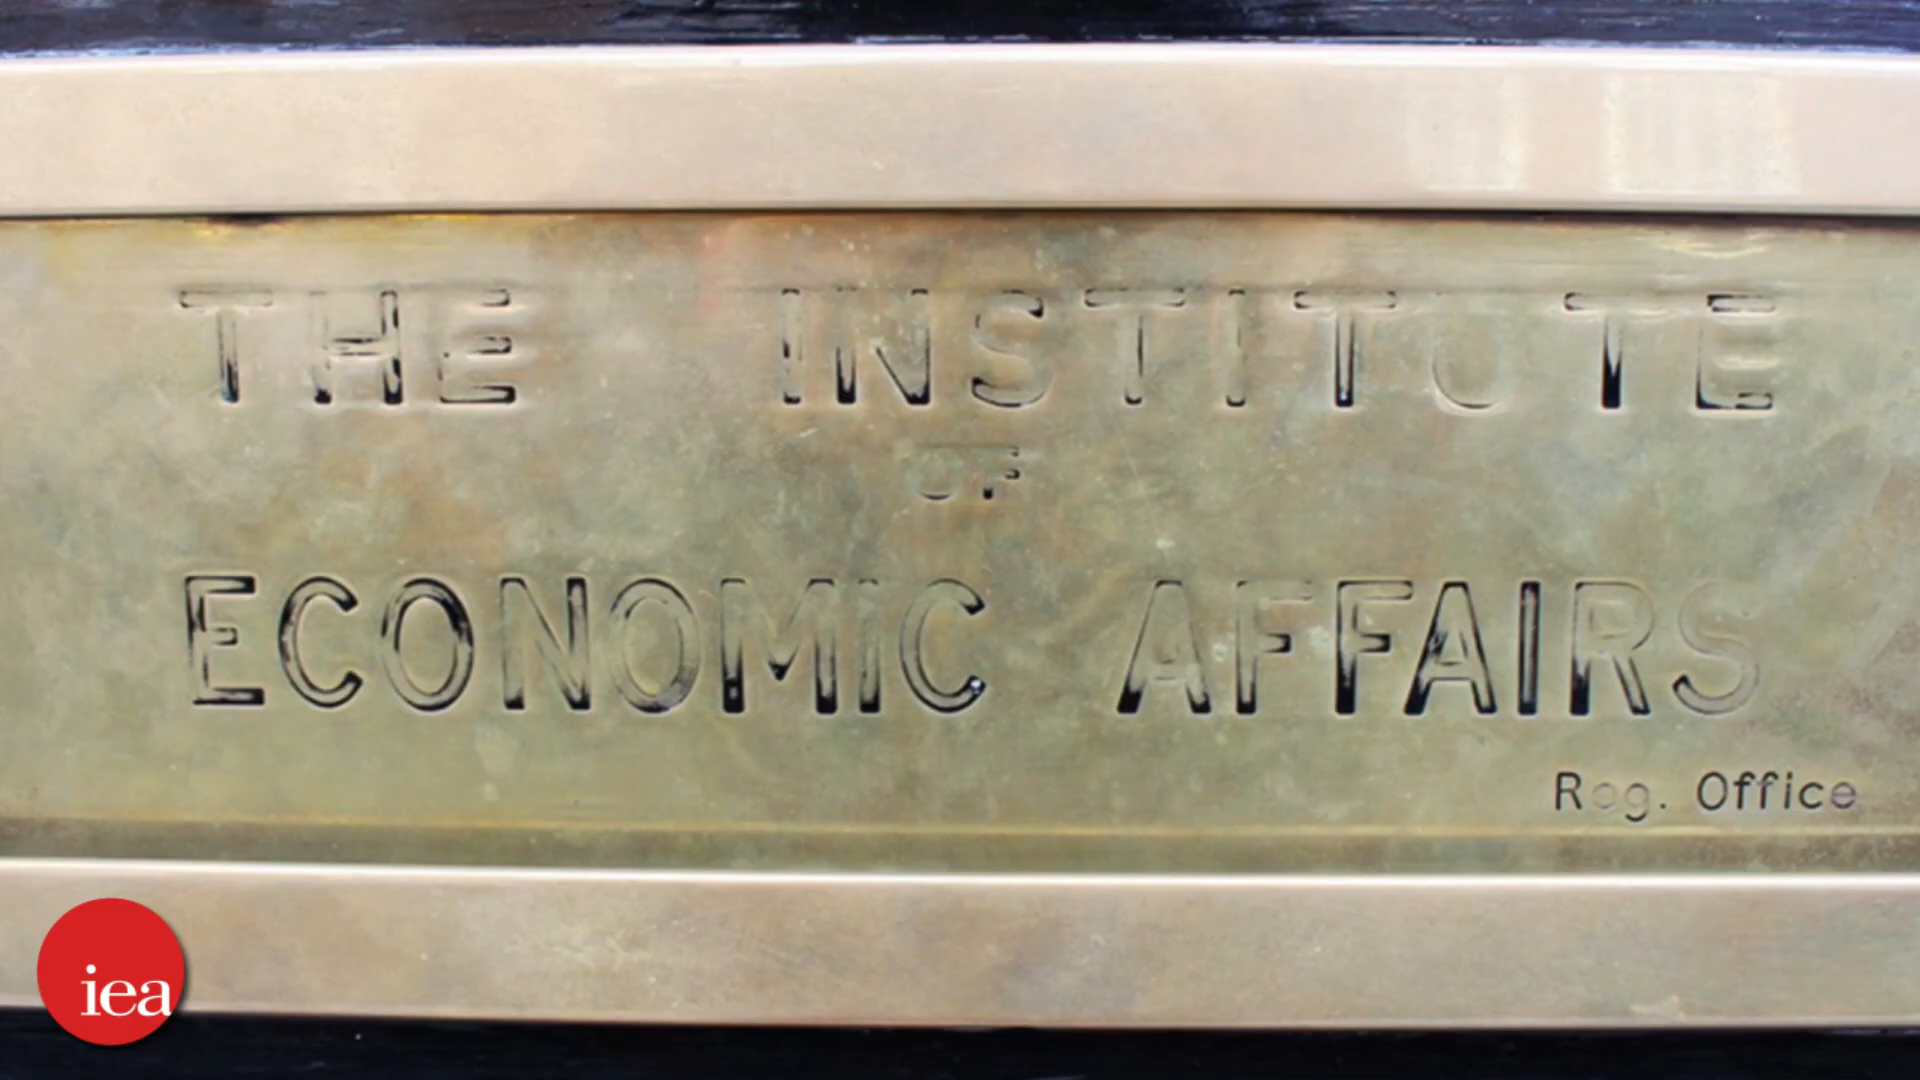 THE INSTITUTE
OF
ECONOMIC AFFAIRS
Reg. Office
iea